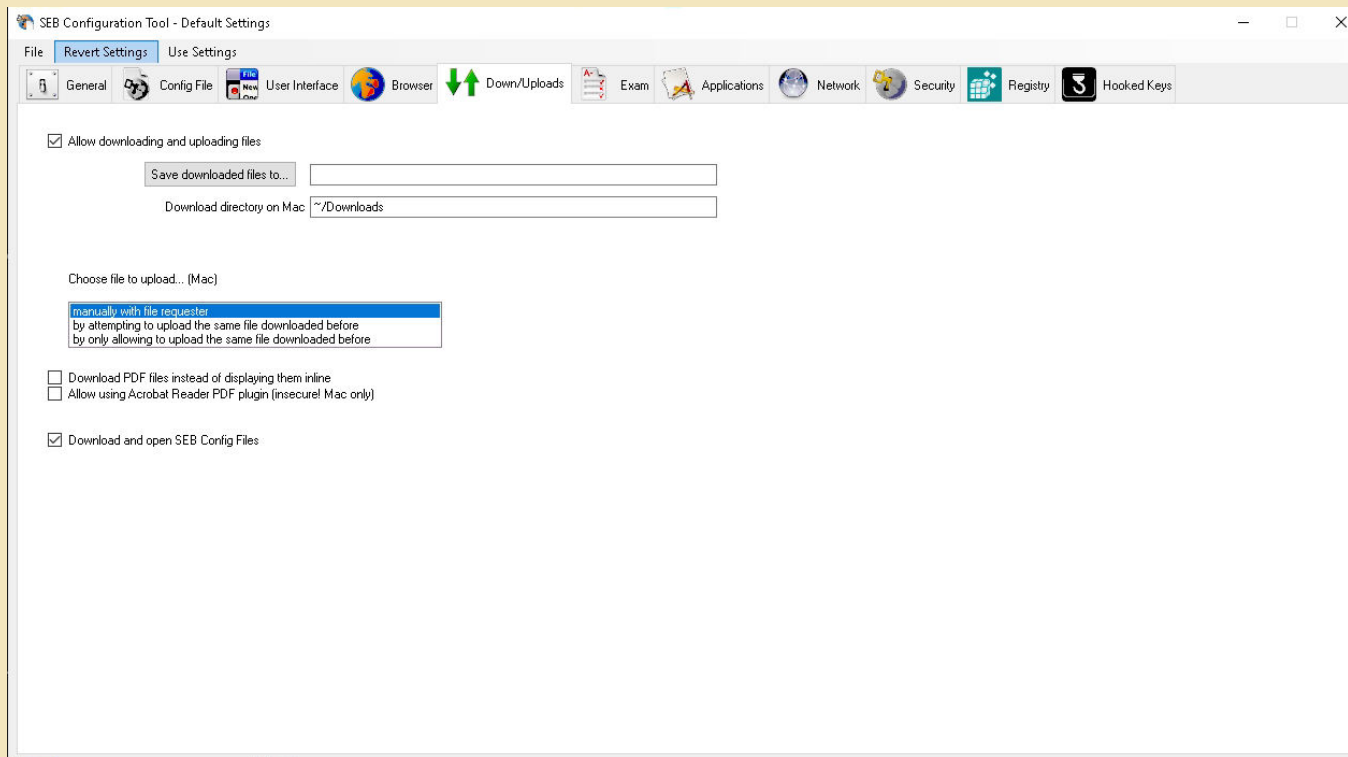 SEB Configuration Tool - Default Settings
File Revert Settings Use Settings
General Config File User Interface Browser Down/Uploads Exam Applications Network Security Registry Hooked Keys
Allow downloading and uploading files
Save downloaded files to...
Download directory on Mac ~/Downloads
Choose file to upload... (Mac)
manually with file requester
by attempting to upload the same file downloaded before
by only allowing to upload the same file downloaded before
Download PDF files instead of displaying them inline
Allow using Acrobat Reader PDF plugin (insecure! Mac only)
Download and open SEB Config Files